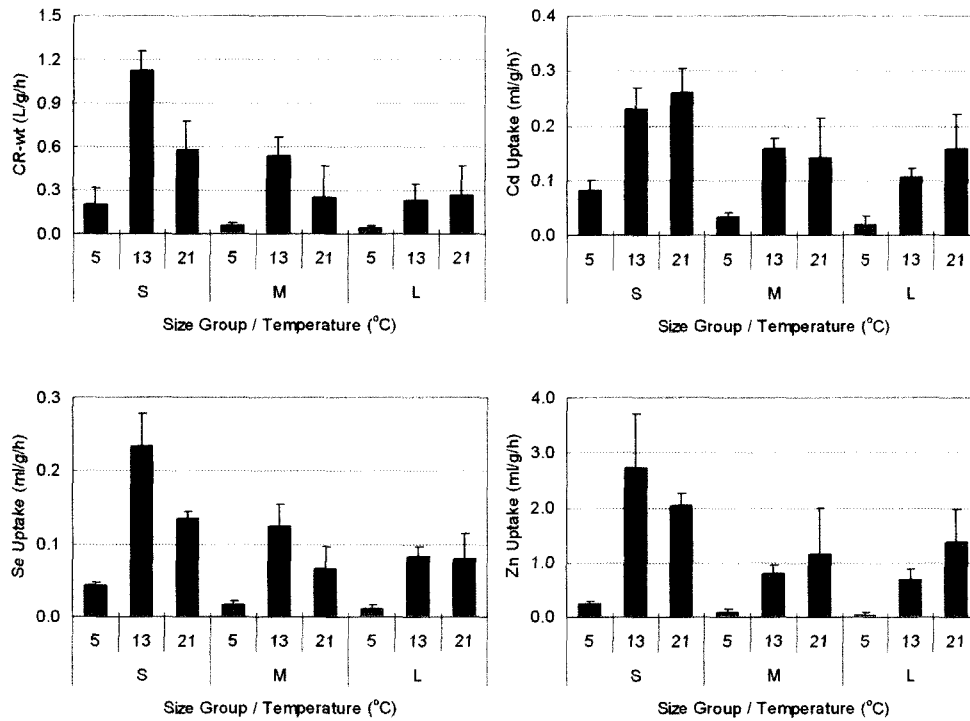 CR-wt (L/g/h)
1.5
1.2
0.9
0.6
0.3
0.0
5 13 21 5 13 21 5 13 21
S M L
Size Group / Temperature (°C)
Cd Uptake (ml/g/h)*
0.4
0.3
0.2
0.1
0.0
5 13 21 5 13 21 5 13 21
S M L
Size Group / Temperature (°C)
Se Uptake (ml/g/h)
0.3
0.2
0.1
0.0
5 13 21 5 13 21 5 13 21
S M L
Size Group / Temperature (°C)
Zn Uptake (ml/g/h)
4.0
3.0
2.0
1.0
0.0
5 13 21 5 13 21 5 13 21
S M L
Size Group / Temperature (°C)